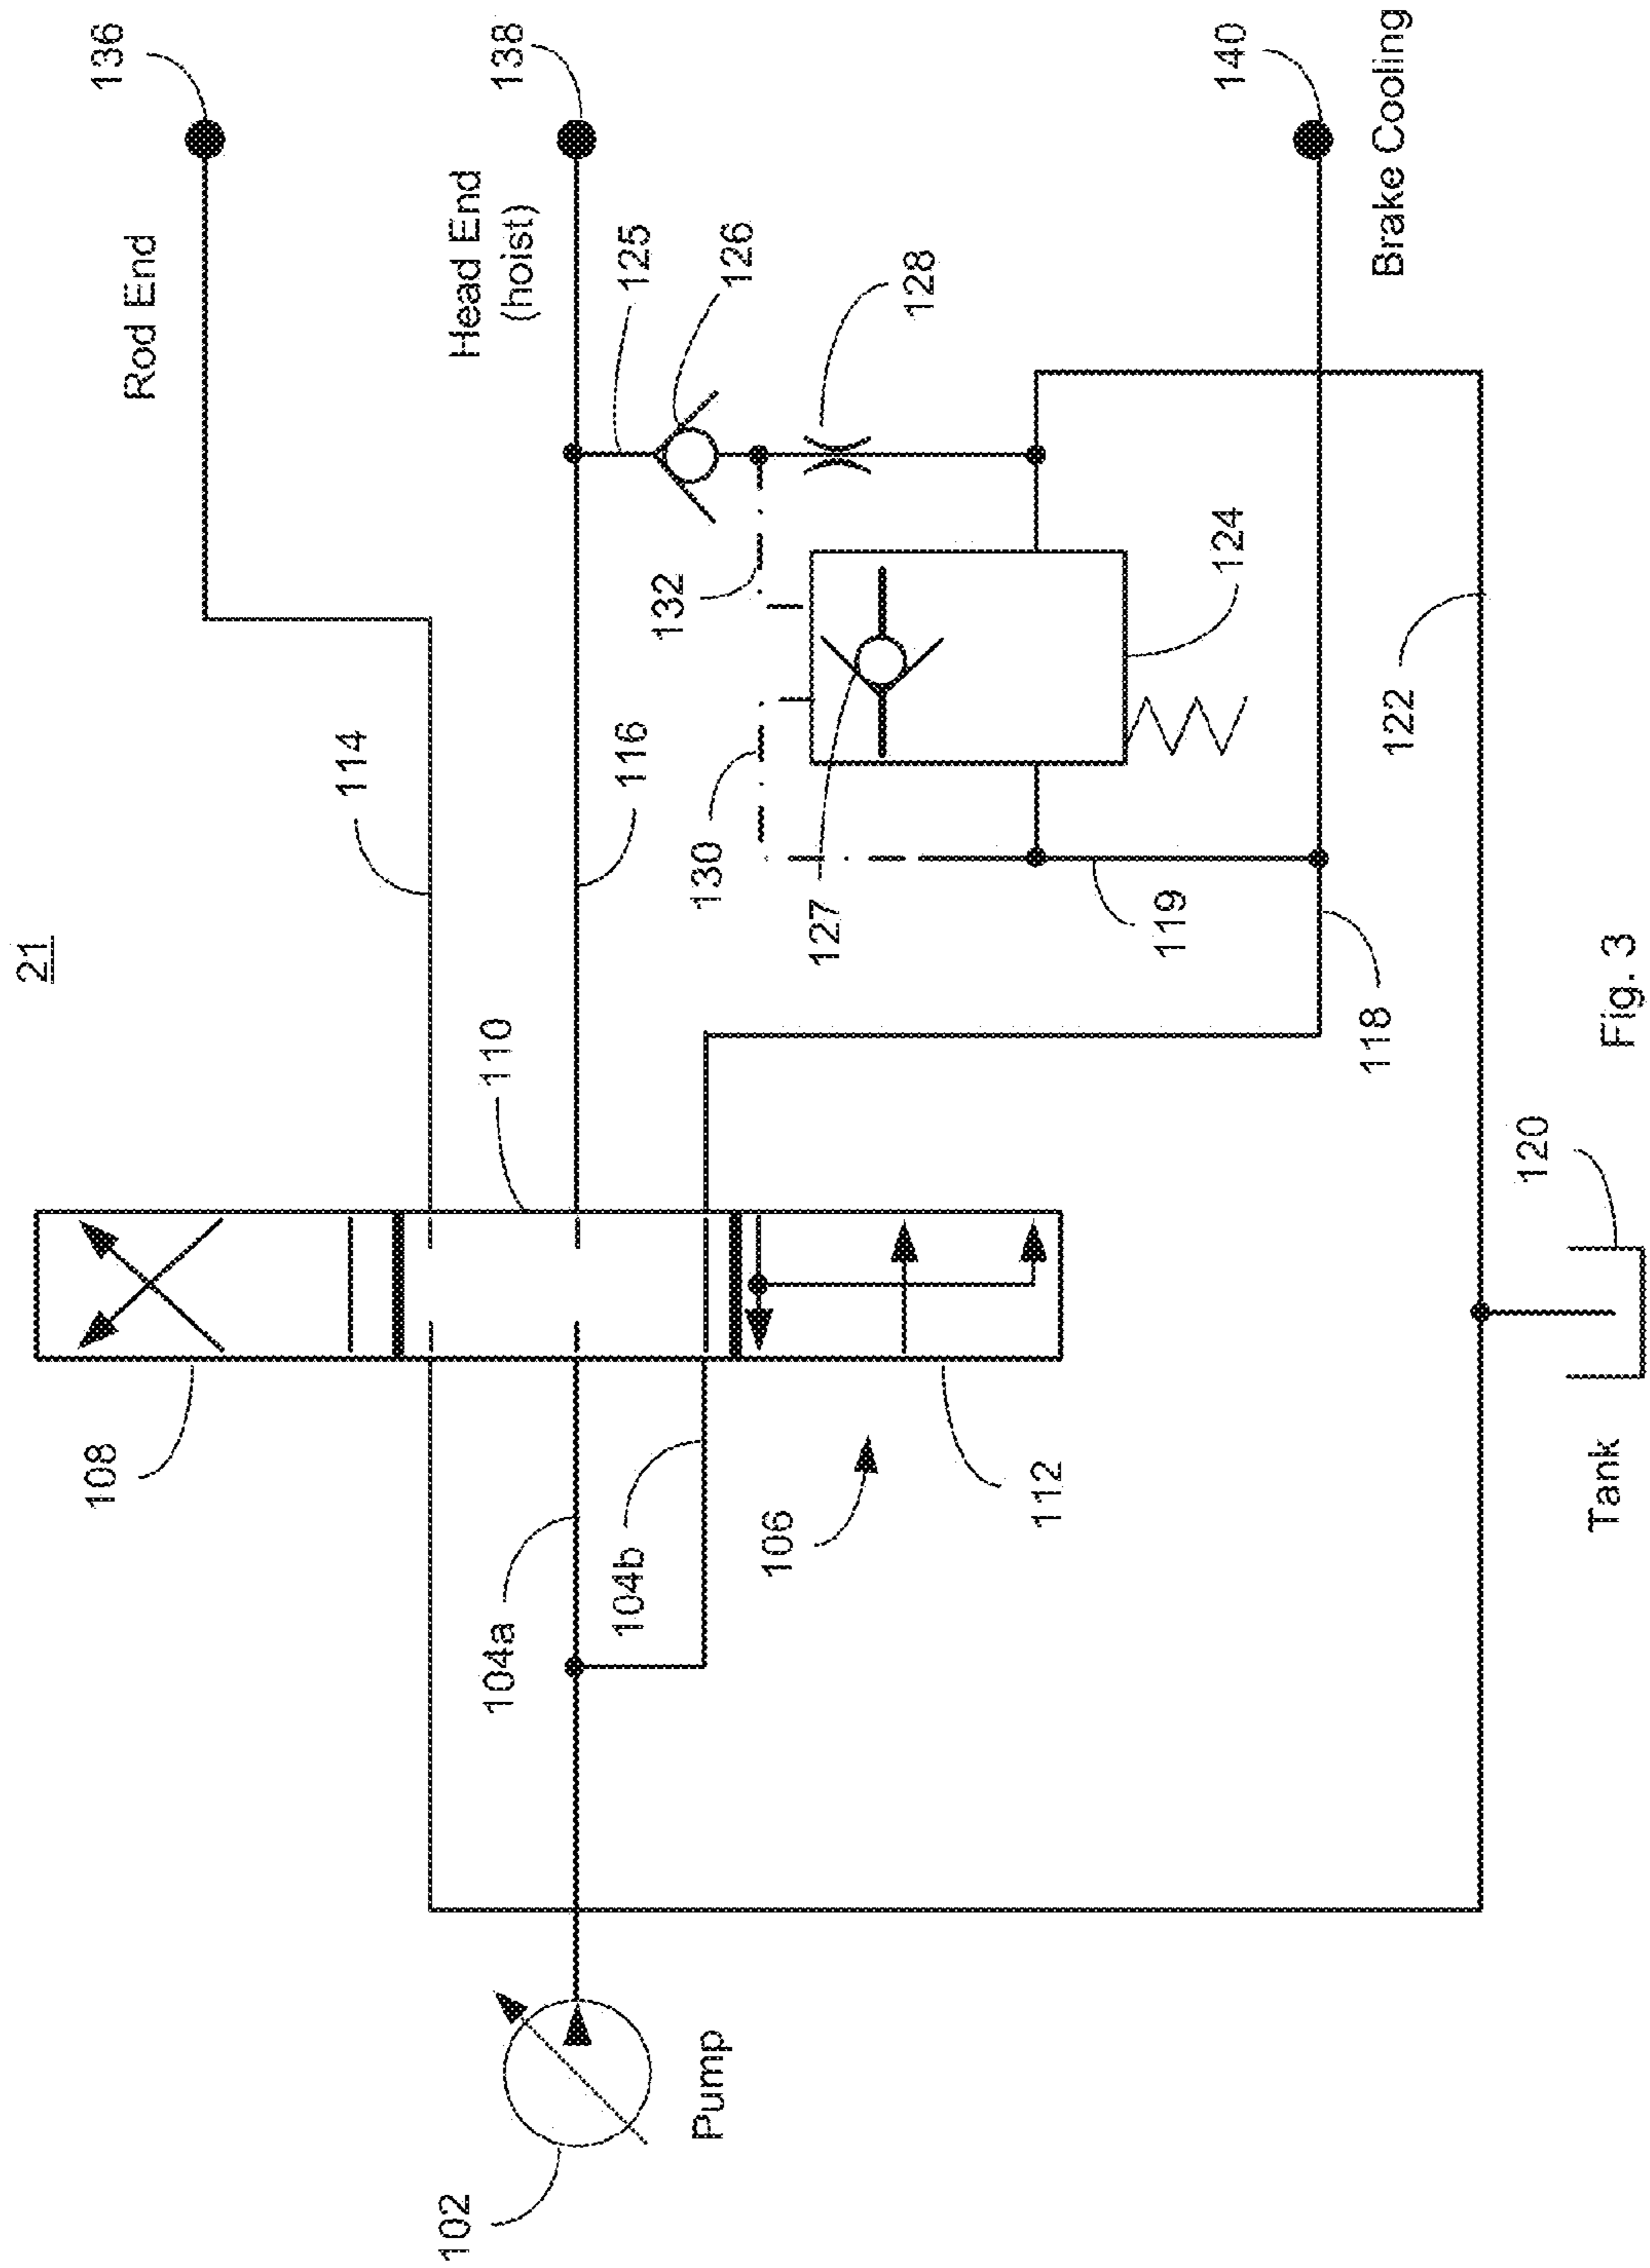 21
136
Rod End
138
Head End
(hoist)
114
125
126
116
128
132
110
130
127
124
140
Brake Cooling
108
104a
104b
119
122
118
106
112
102
Pump
120
Tank
Fig. 3